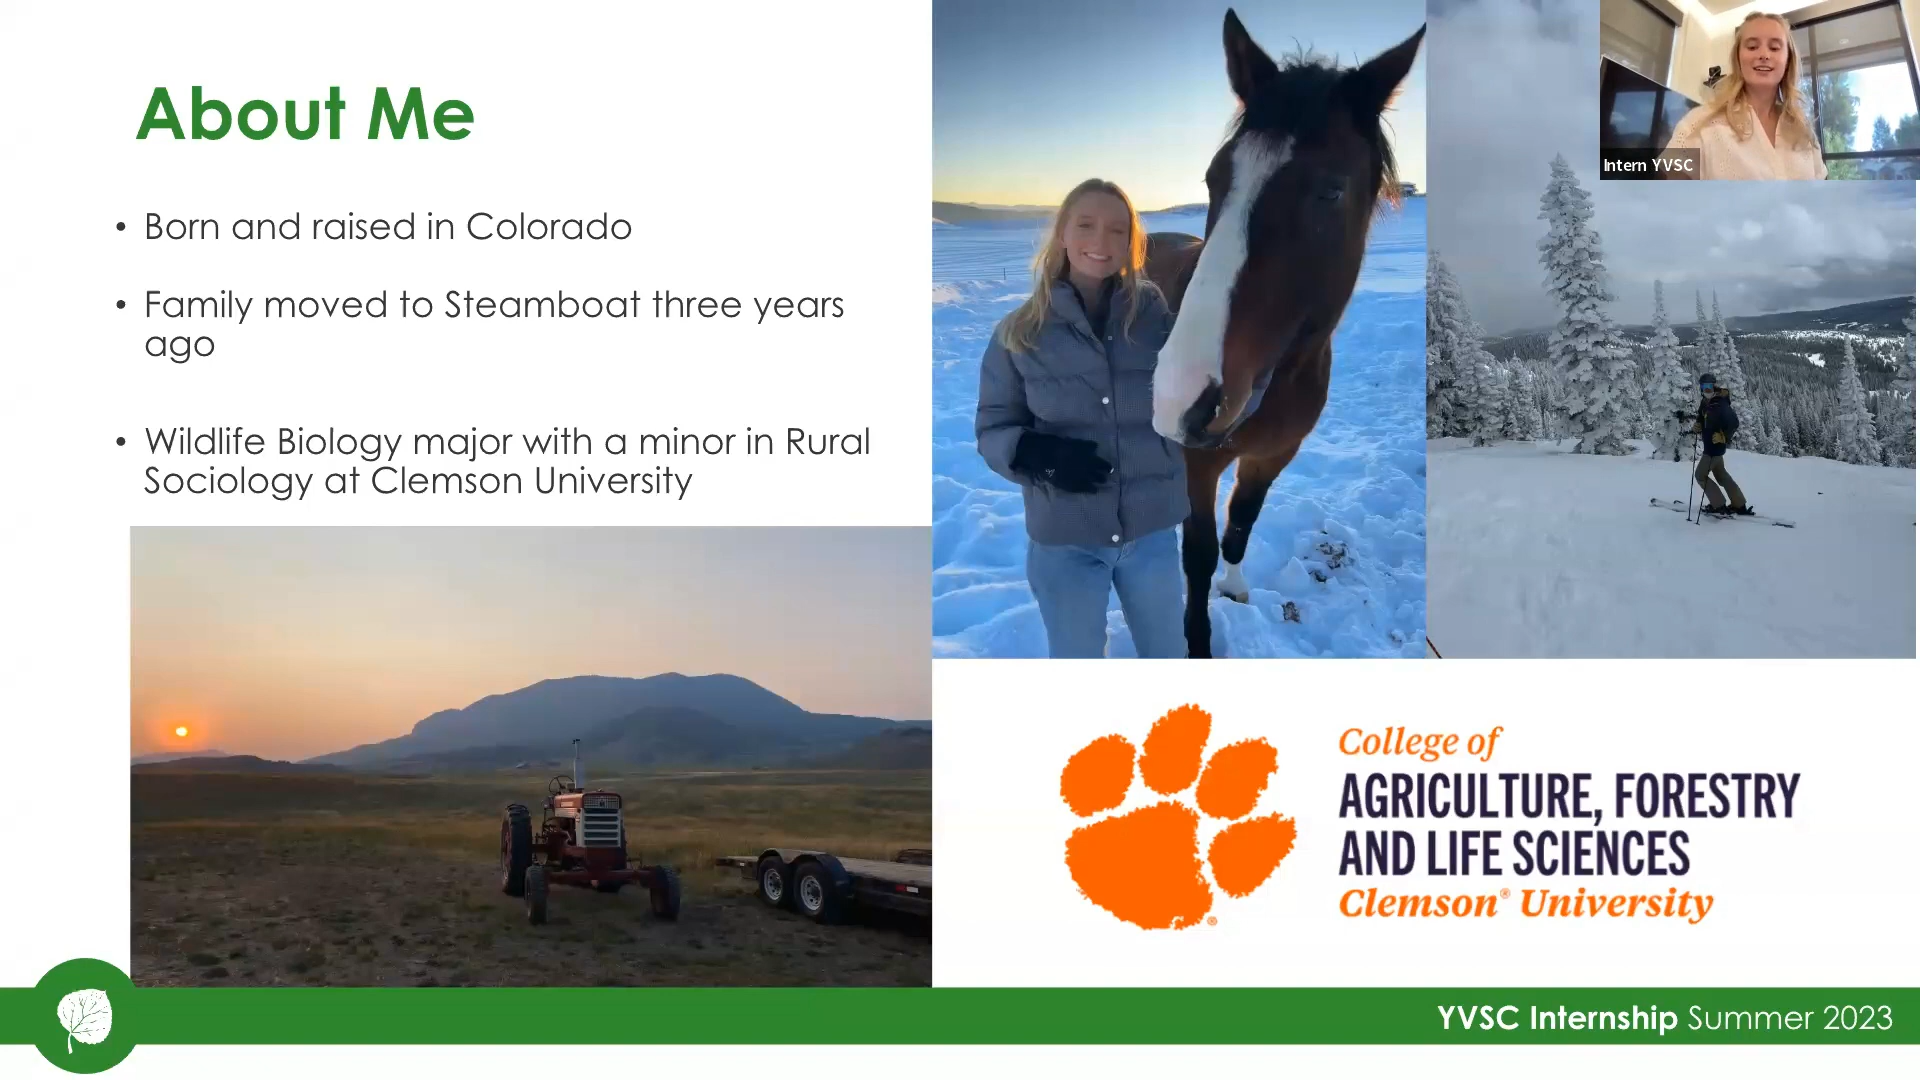 About Me
• Born and raised in Colorado
• Family moved to Steamboat three years
ago
• Wildlife Biology major with a minor in Rural
Sociology at Clemson University
Intern YVSC
College of
AGRICULTURE, FORESTRY
AND LIFE SCIENCES
Clemson® University
YVSC Internship Summer 2023